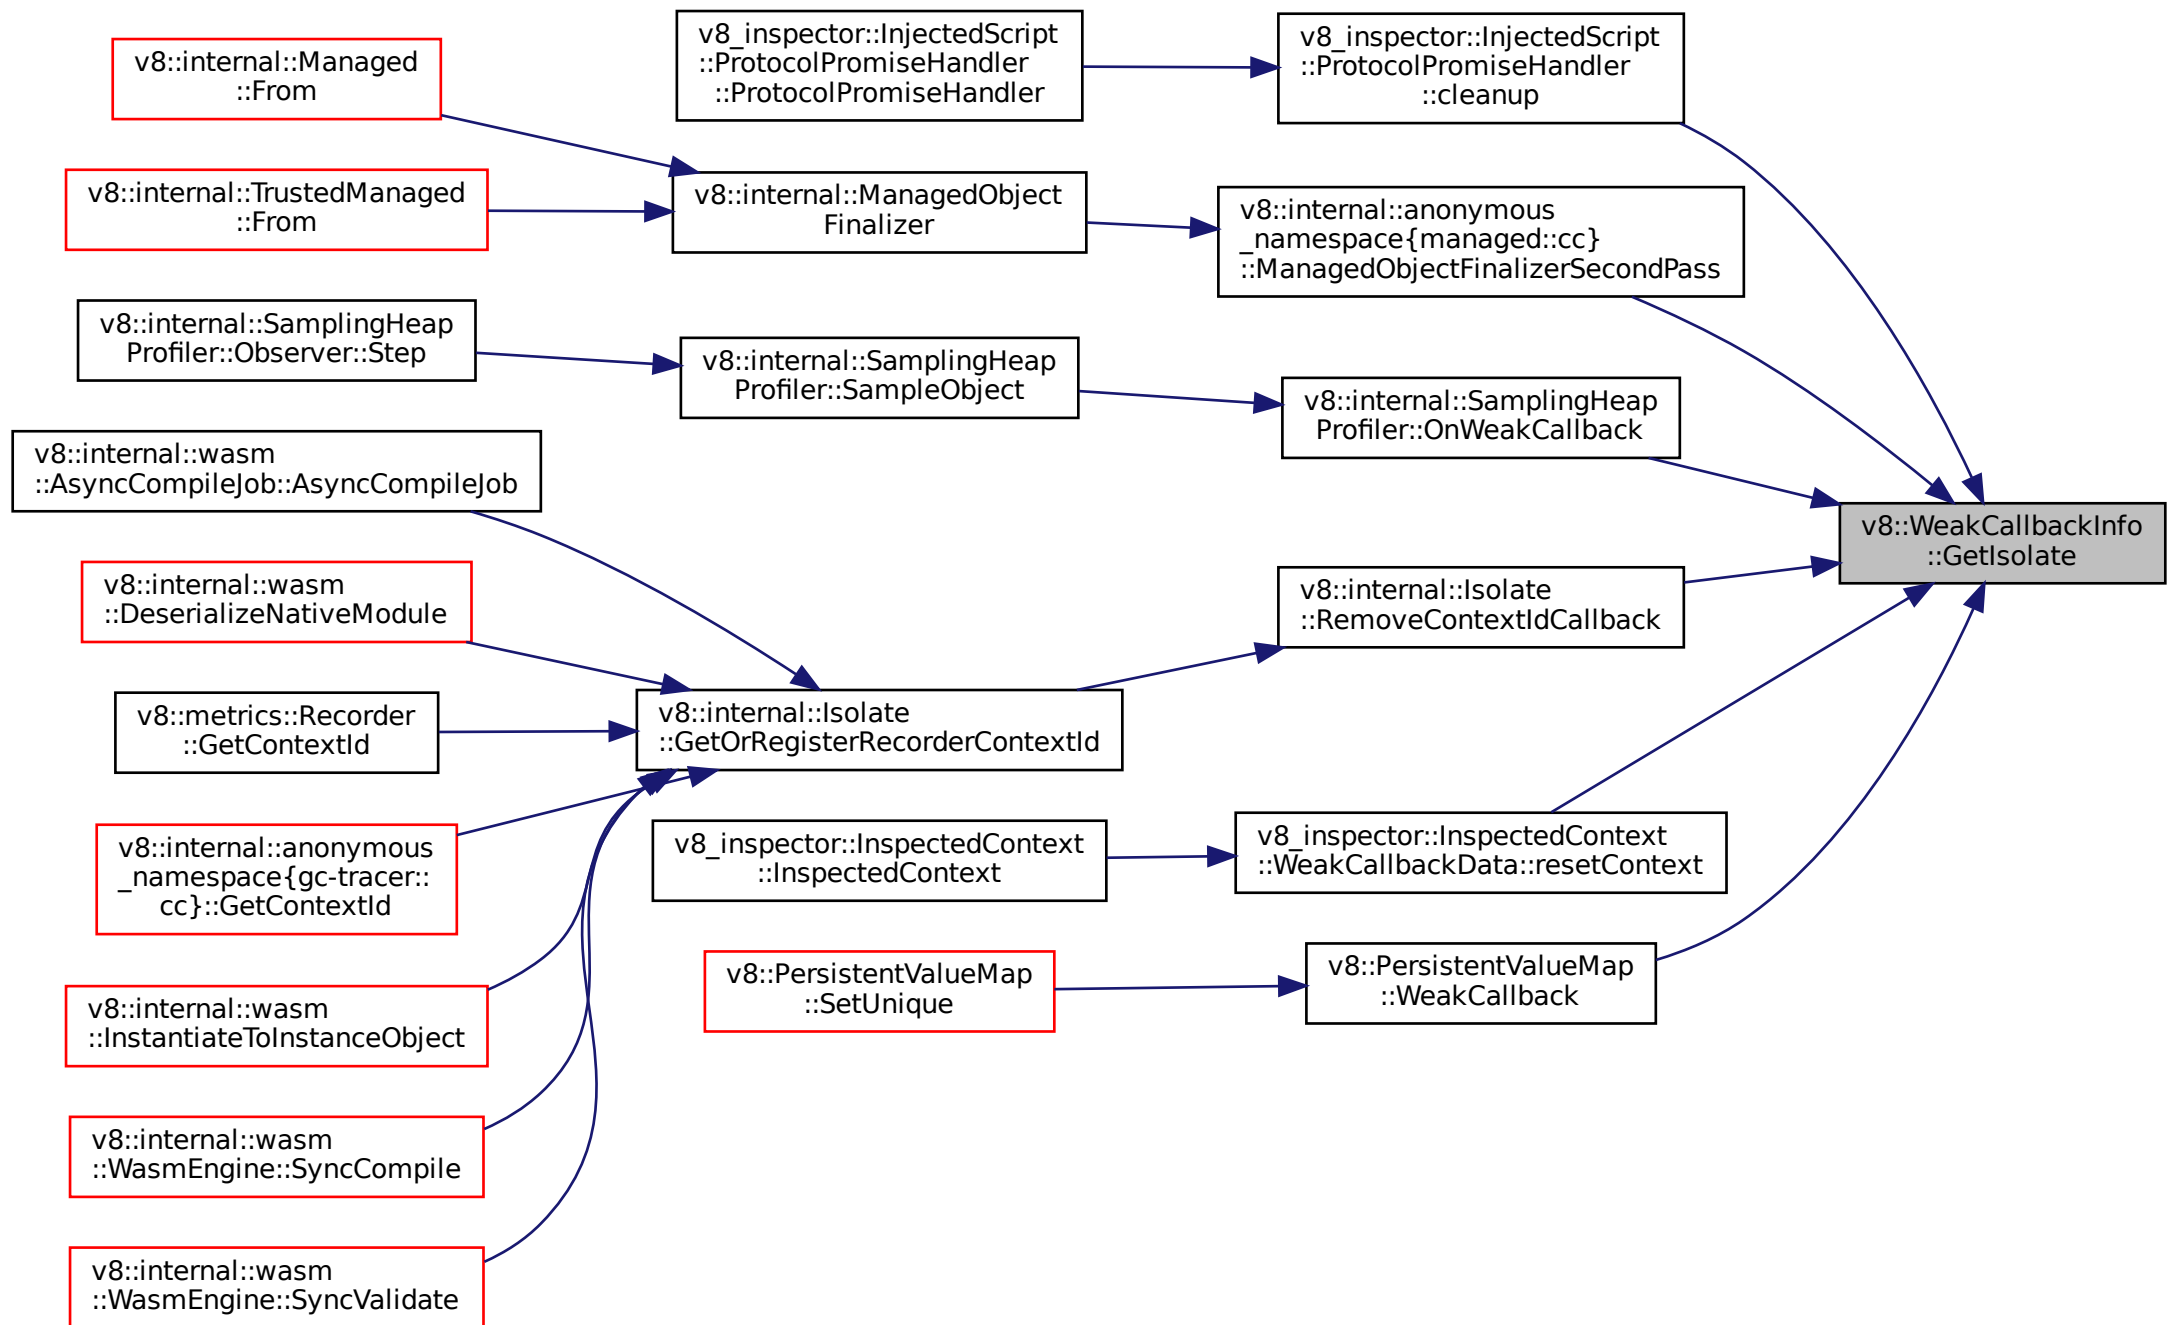 v8_inspector::InjectedScript
::ProtocolPromiseHandler
::ProtocolPromiseHandler
v8_inspector::InjectedScript
::ProtocolPromiseHandler
::cleanup
v8::internal::Managed
::From
v8::internal::TrustedManaged
::From
v8::internal::ManagedObject
Finalizer
v8::internal::anonymous
_namespace{managed::cc}
::ManagedObjectFinalizerSecondPass
v8::internal::SamplingHeap
Profiler::Observer::Step
v8::internal::SamplingHeap
Profiler::SampleObject
v8::internal::SamplingHeap
Profiler::OnWeakCallback
v8::internal::wasm
::AsyncCompileJob::AsyncCompileJob
v8::WeakCallbackInfo
::GetIsolate
v8::internal::wasm
::DeserializeNativeModule
v8::internal::Isolate
::RemoveContextIdCallback
v8::metrics::Recorder
::GetContextId
v8::internal::Isolate
::GetOrRegisterRecorderContextId
v8::internal::anonymous
_namespace{gc-tracer::
cc}::GetContextId
v8_inspector::InspectedContext
::InspectedContext
v8_inspector::InspectedContext
::WeakCallbackData::resetContext
v8::internal::wasm
::InstantiateToInstanceObject
v8::PersistentValueMap
::SetUnique
v8::PersistentValueMap
::WeakCallback
v8::internal::wasm
::WasmEngine::SyncCompile
v8::internal::wasm
::WasmEngine::SyncValidate